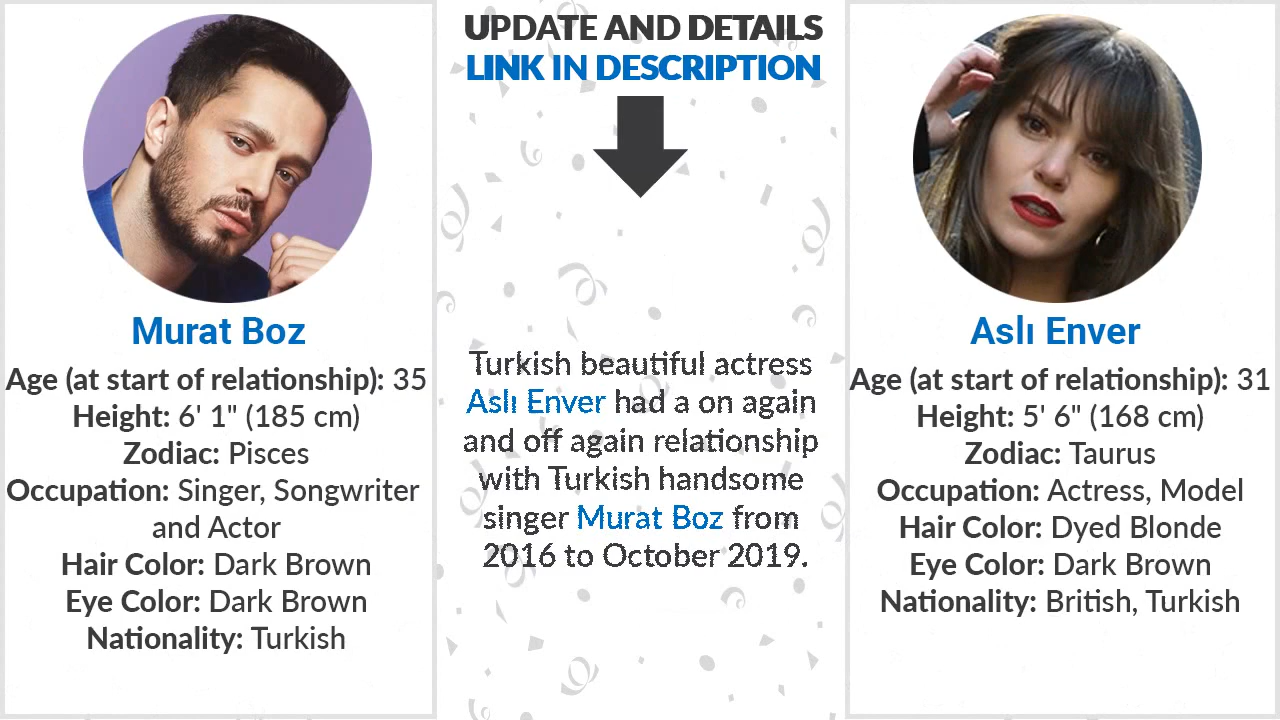 UPDATE AND DETAILS
LINK IN DESCRIPTION
Murat Boz
Age (at start of relationship): 35
Height: 6' 1" (185 cm)
Zodiac: Pisces
Occupation: Singer, Songwriter
and Actor
Hair Color: Dark Brown
Eye Color: Dark Brown
Nationality: Turkish
Turkish beautiful actress
Aslı Enver had a on again
and off again relationship
with Turkish handsome
singer Murat Boz from
2016 to October 2019.
Aslı Enver
Age (at start of relationship): 31
Height: 5' 6" (168 cm)
Zodiac: Taurus
Occupation: Actress, Model
Hair Color: Dyed Blonde
Eye Color: Dark Brown
Nationality: British, Turkish